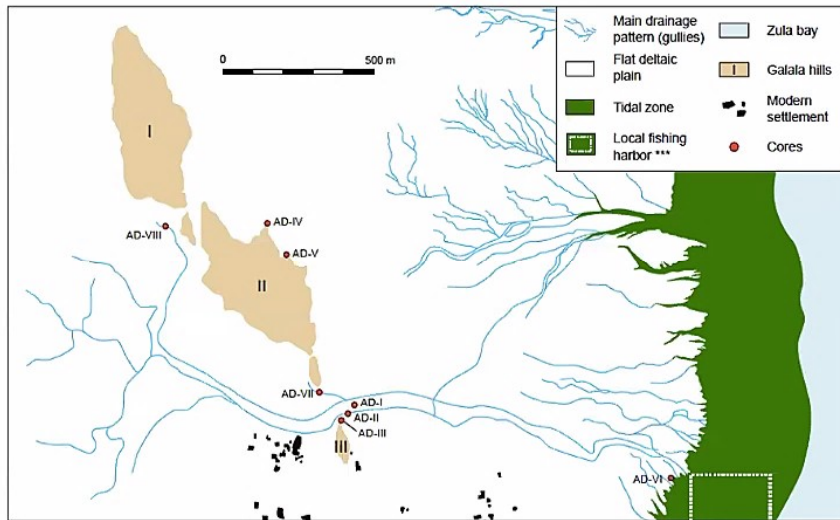 0
500 m
Main drainage
pattern (gullies)
Flat deltaic
plain
Tidal zone
Local fishing
harbor ***
Zula bay
I
Galala hills
Modern
settlement
Cores
I
AD-VIII
AD-IV
AD-V
II
AD-VII
AD-I
AD-II
AD-III
III
AD-VI